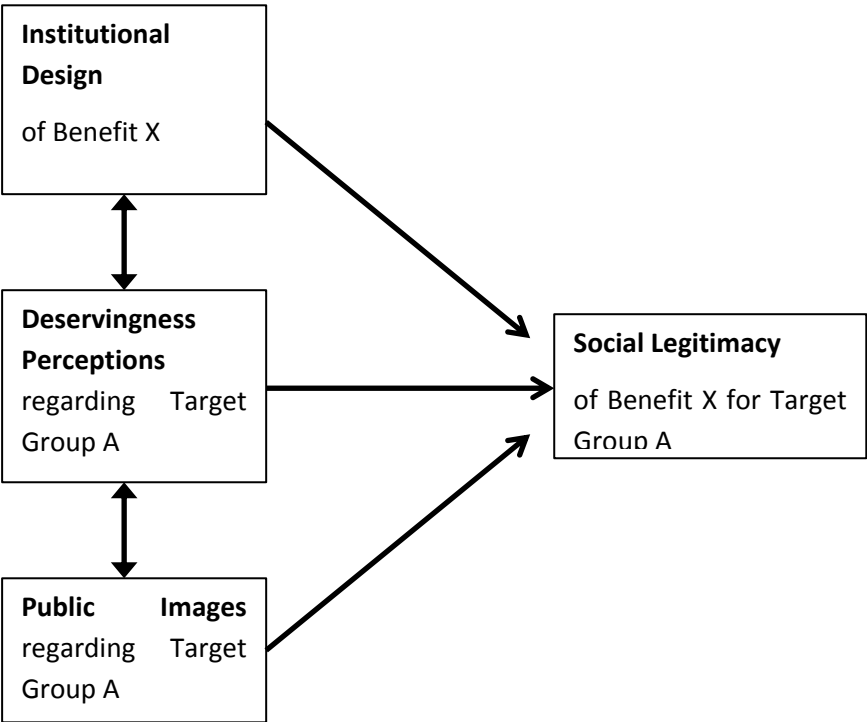 Institutional
Design
of Benefit X
Deservingness
Perceptions
regarding Target
Group A
Public Images
regarding Target
Group A
Social Legitimacy
of Benefit X for Target
Group A